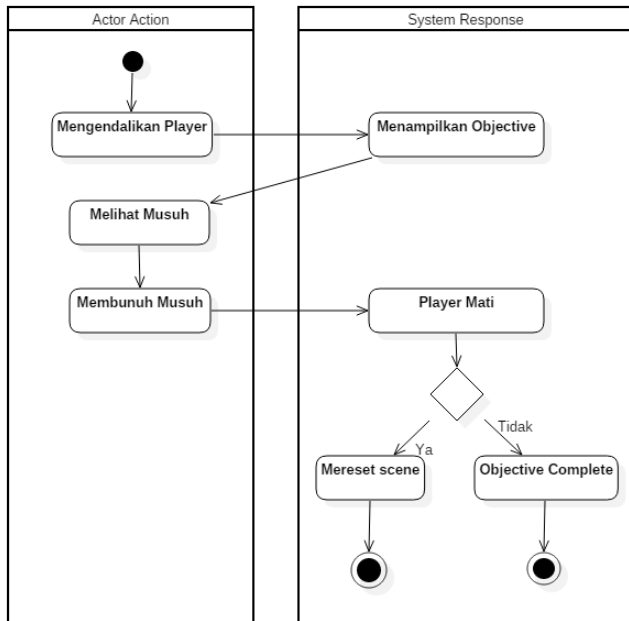 Actor Action
System Response
Mengendalikan Player
Menampilkan Objective
Melihat Musuh
Membunuh Musuh
Player Mati
Tidak
Ya
Mereset scene
Objective Complete